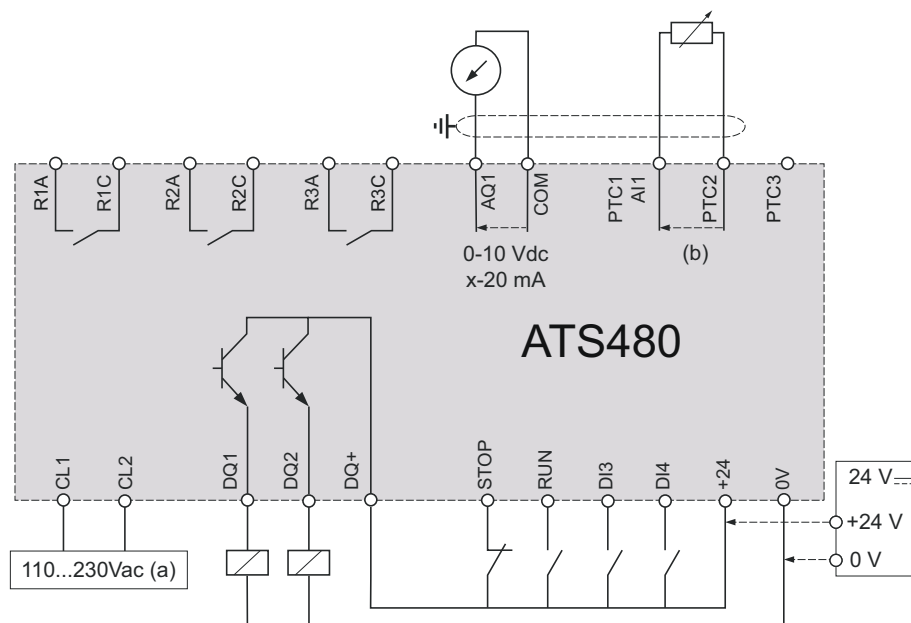 R1A
R1C
R2A
R2C
R3A
R3C
AQ1
COM
PTC1
AI1
PTC2
PTC3
0-10 Vdc
x-20 mA
(b)
ATS480
CL1
CL2
DQ1
DQ2
DQ+
STOP
RUN
DI3
DI4
+24
0V
24 V
+24 V
0 V
110...230Vac (a)